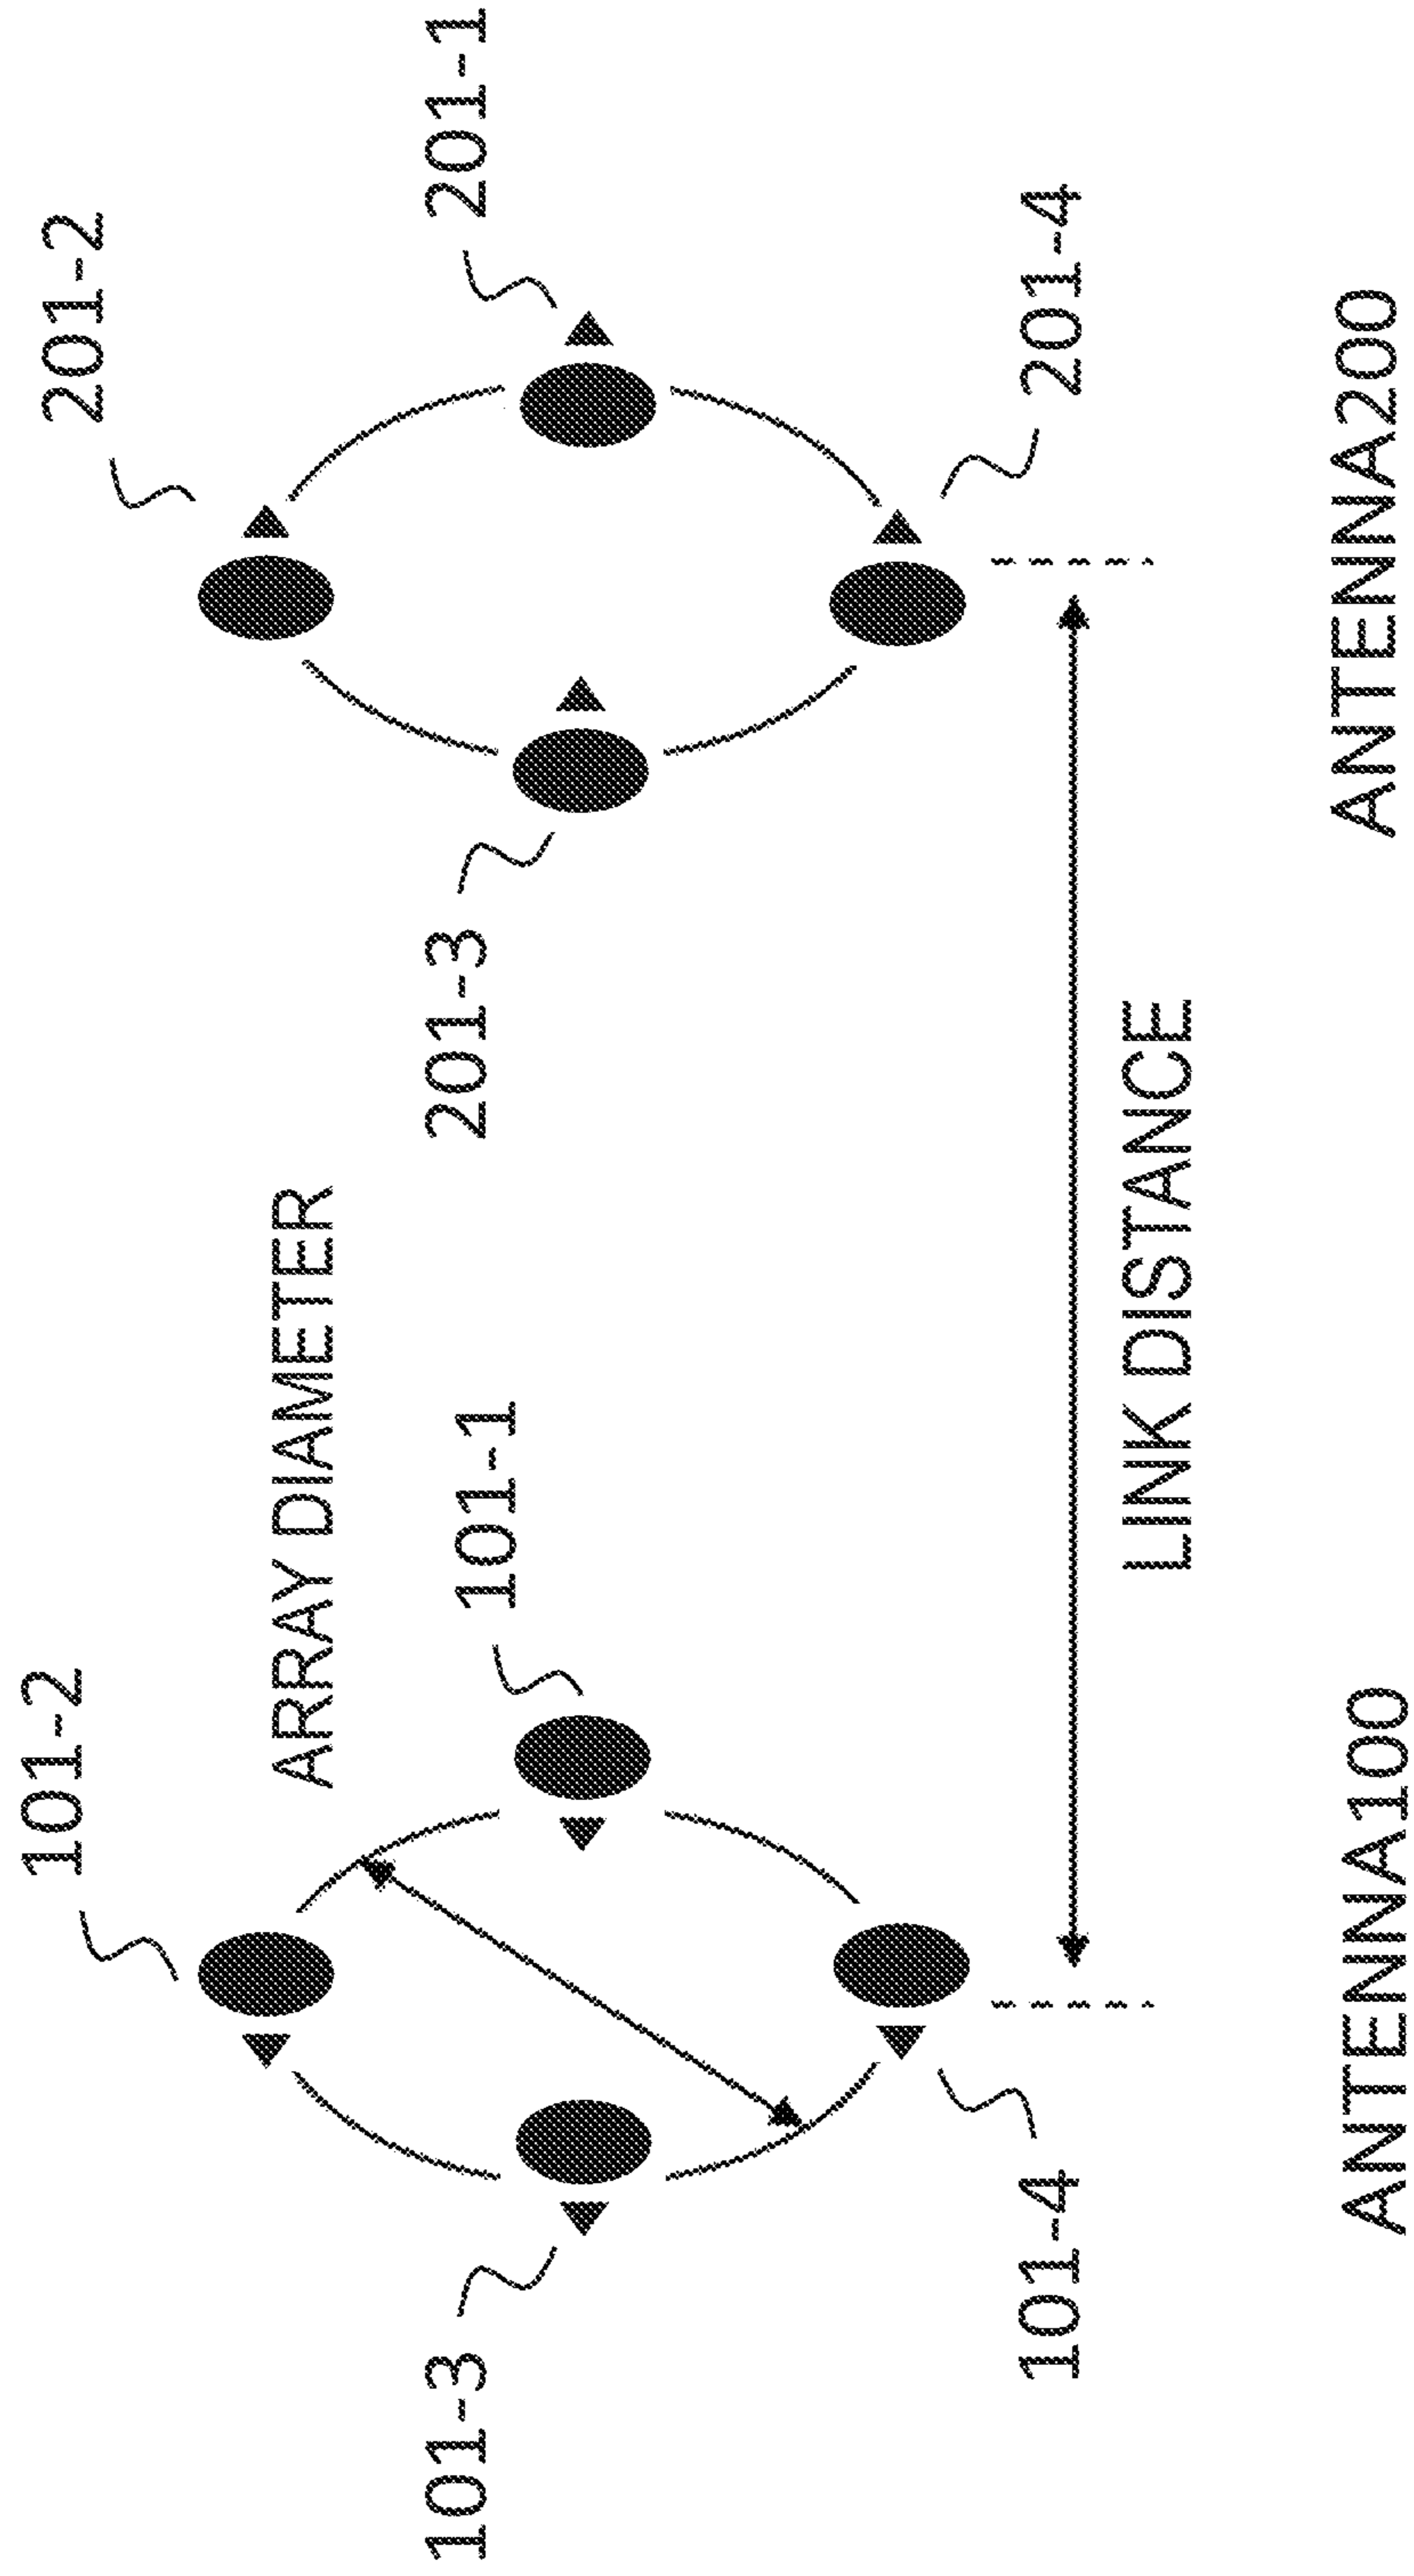 101-2
201-2
ARRAY DIAMETER
101-3
101-1
201-3
201-1
101-4
201-4
LINK DISTANCE
ANTENNA100
ANTENNA200